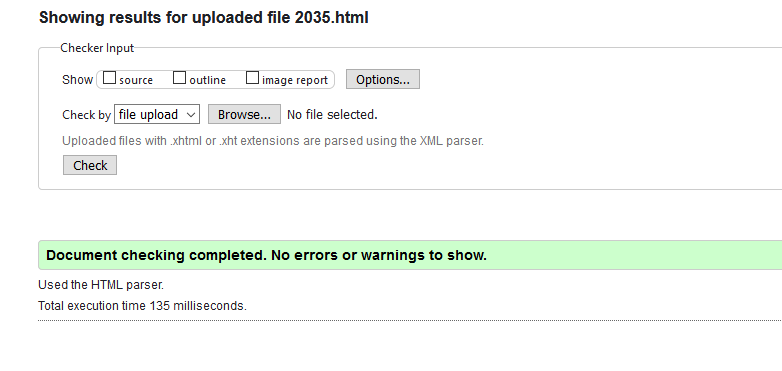 Showing results for uploaded file 2035.html
Checker Input
Show source outline image report Options...
Check by file upload Browse... No file selected.
Uploaded files with .xhtml or .xht extensions are parsed using the XML parser.
Check
Document checking completed. No errors or warnings to show.
Used the HTML parser.
Total execution time 135 milliseconds.